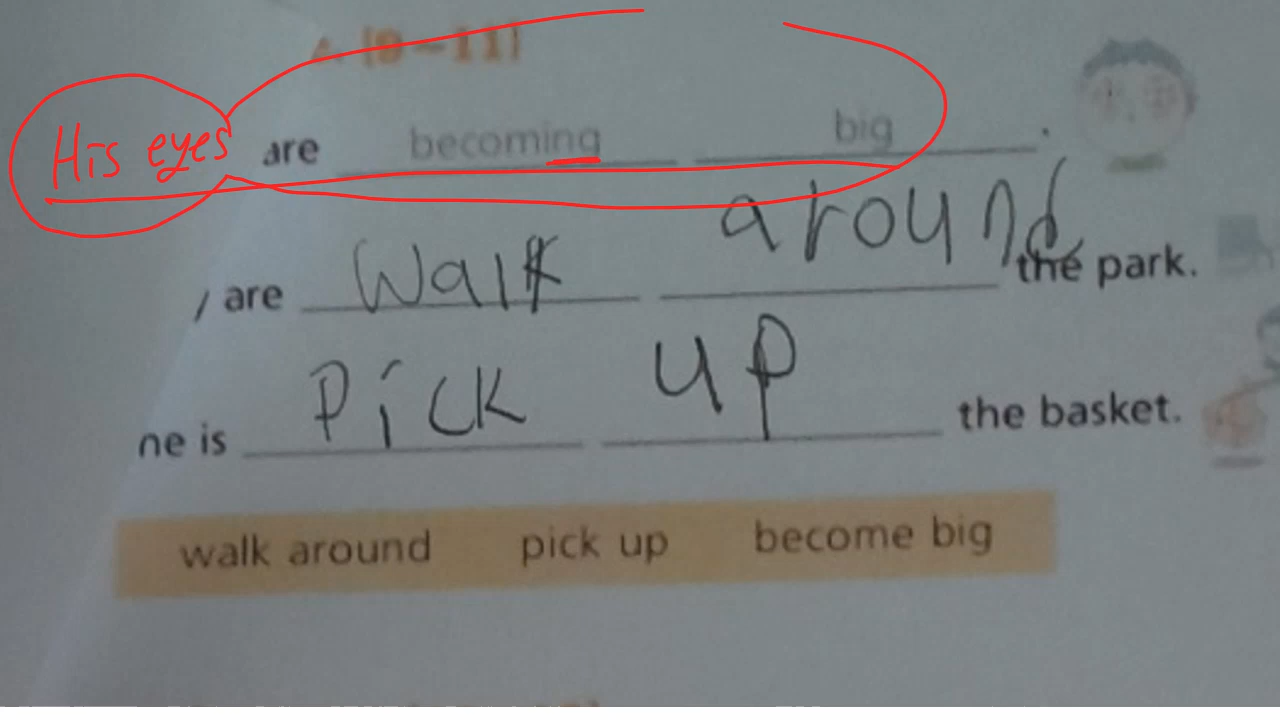 [9-11]
His eyes are becoming big .
are walk around the park.
ne is Pick up the basket.
walk around pick up become big